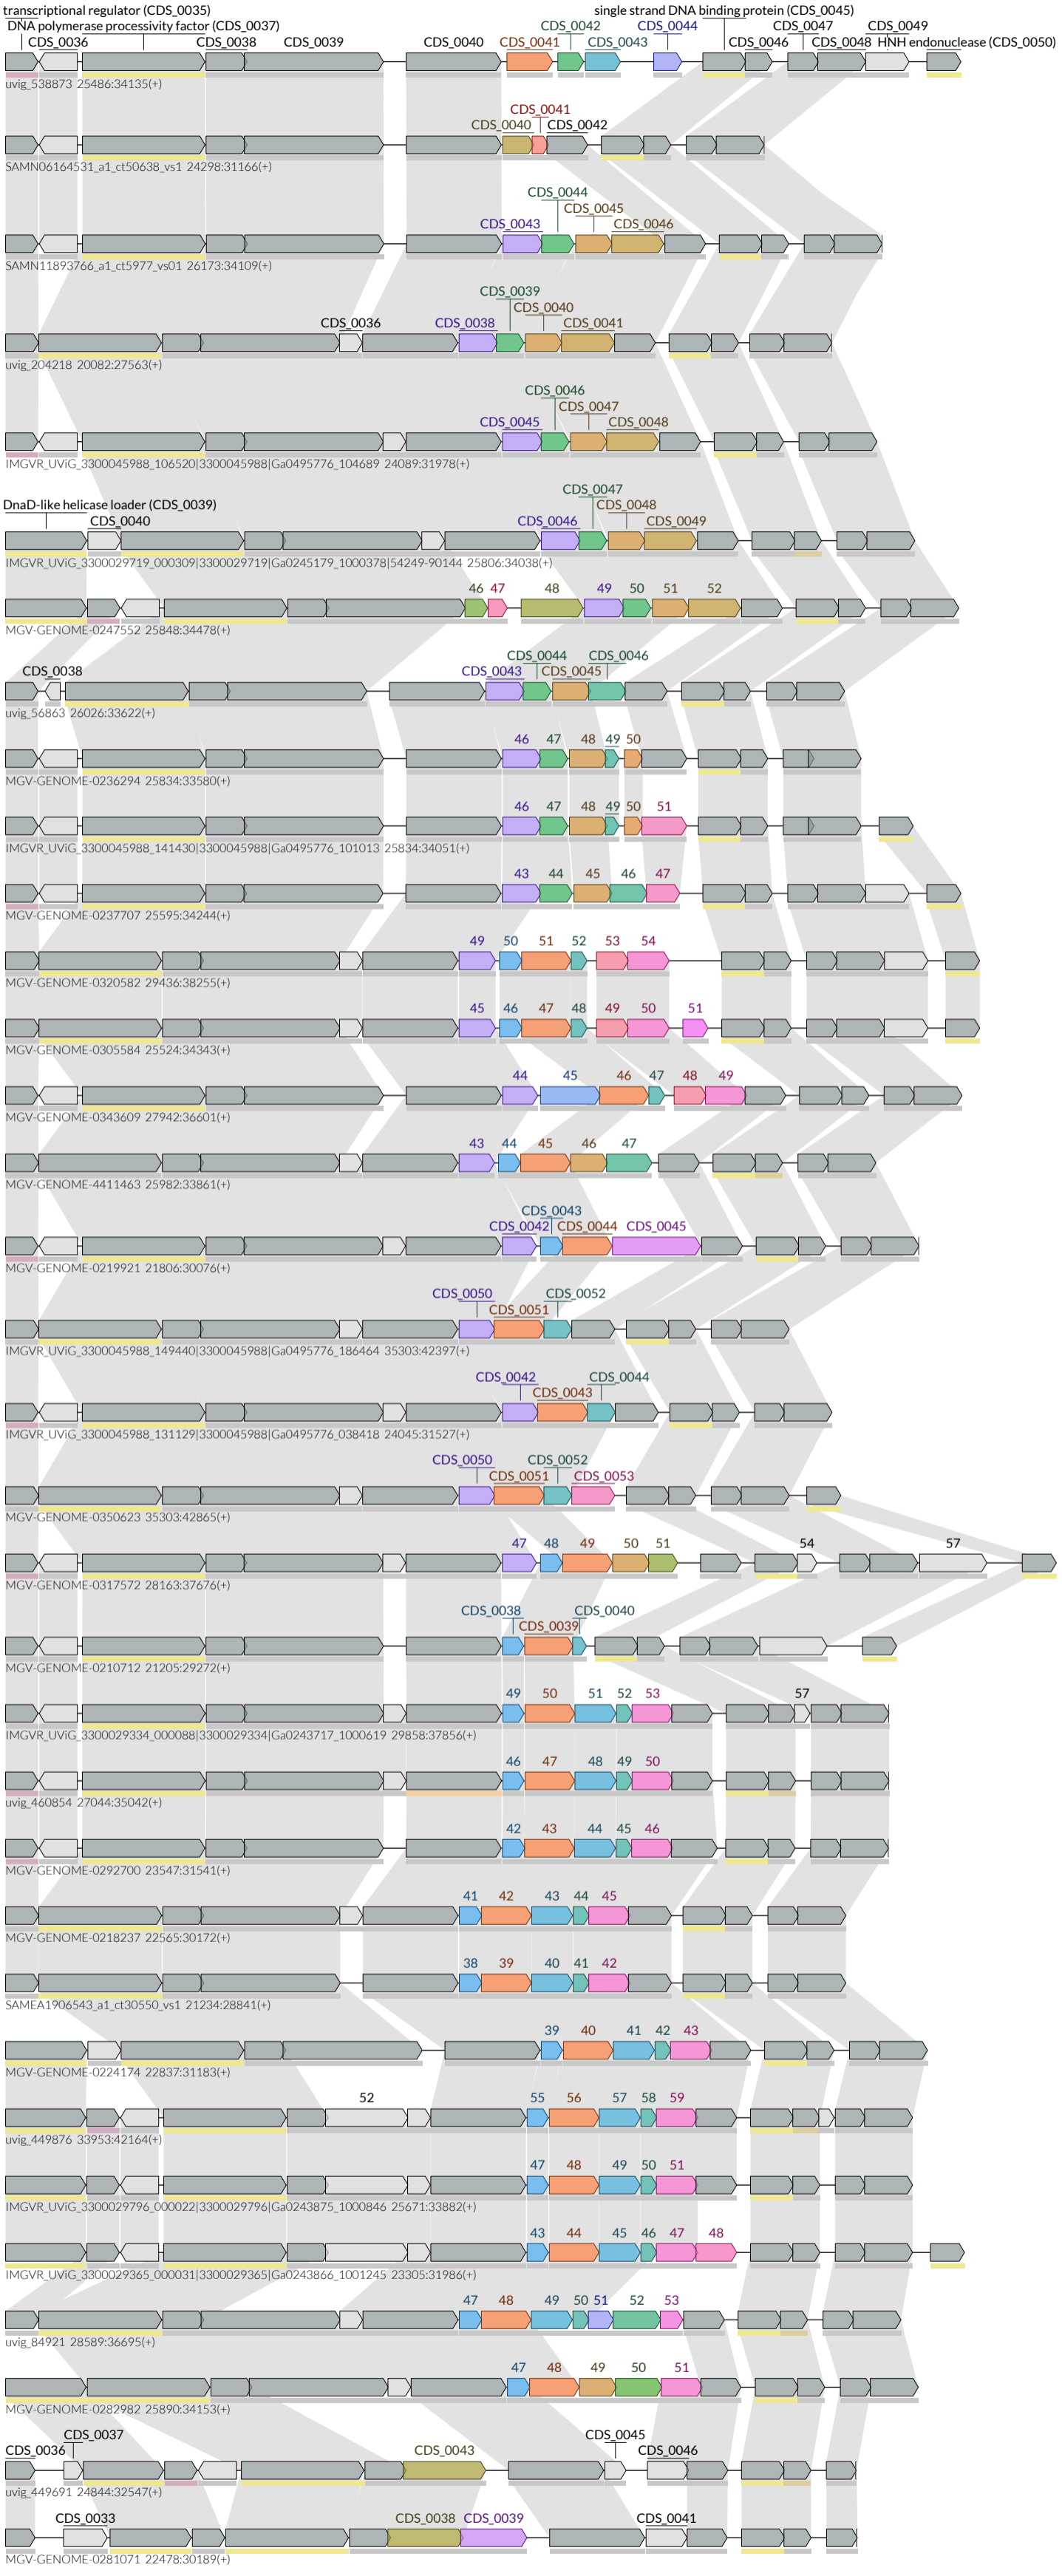 transcriptional regulator (CDS_0035) single strand DNA binding protein (CDS_0045)
DNA polymerase processivity factor (CDS_0037) CDS_0042 CDS_0044 CDS_0047 CDS_0049
CDS_0036 CDS_0038 CDS_0039 CDS_0040 CDS_0041 CDS_0043 CDS_0046 CDS_0048 HNH endonuclease (CDS_0050)
uvig_538873 25486:34135(+)
CDS_0041
CDS_0040 CDS_0042
SAMN06164531_a1_ct50638_vs1 24298:31166(+)
CDS_0044
CDS_0045
CDS_0043 CDS_0046
SAMN11893766_a1_ct5977_vs01 26173:34109(+)
CDS_0039
CDS_0040
CDS_0036 CDS_0038 CDS_0041
uvig_204218 20082:27563(+)
CDS_0046
CDS_0047
CDS_0045 CDS_0048
IMGVR_UViG_3300045988_106520|3300045988|Ga0495776_104689 24089:31978(+)
CDS_0047
DnaD-like helicase loader (CDS_0039) CDS_0048
CDS_0040 CDS_0046 CDS_0049
IMGVR_UViG_3300029719_000309|3300029719|Ga0245179_1000378|54249-90144 25806:34038(+)
46 47 48 49 50 51 52
MGV-GENOME-0247552 25848:34478(+)
CDS_0044 CDS_0046
CDS_0038 CDS_0043 CDS_0045
uvig_56863 26026:33622(+)
46 47 48 49 50
MGV-GENOME-0236294 25834:33580(+)
46 47 48 49 50 51
IMGVR_UViG_3300045988_141430|3300045988|Ga0495776_101013 25834:34051(+)
43 44 45 46 47
MGV-GENOME-0237707 25595:34244(+)
49 50 51 52 53 54
MGV-GENOME-0320582 29436:38255(+)
45 46 47 48 49 50 51
MGV-GENOME-0305584 25524:34343(+)
44 45 46 47 48 49
MGV-GENOME-0343609 27942:36601(+)
43 44 45 46 47
MGV-GENOME-4411463 25982:33861(+)
CDS_0043
CDS_0042 CDS_0044 CDS_0045
MGV-GENOME-0219921 21806:30076(+)
CDS_0050 CDS_0052
CDS_0051
IMGVR_UViG_3300045988_149440|3300045988|Ga0495776_186464 35303:42397(+)
CDS_0042 CDS_0044
CDS_0043
IMGVR_UViG_3300045988_131129|3300045988|Ga0495776_038418 24045:31527(+)
CDS_0050 CDS_0052
CDS_0051 CDS_0053
MGV-GENOME-0350623 35303:42865(+)
47 48 49 50 51 54 57
MGV-GENOME-0317572 28163:37676(+)
CDS_0038 CDS_0040
CDS_0039
MGV-GENOME-0210712 21205:29272(+)
49 50 51 52 53 57
IMGVR_UViG_3300029334_000088|3300029334|Ga0243717_1000619 29858:37856(+)
46 47 48 49 50
uvig_460854 27044:35042(+)
42 43 44 45 46
MGV-GENOME-0292700 23547:31541(+)
41 42 43 44 45
MGV-GENOME-0218237 22565:30172(+)
38 39 40 41 42
SAMEA1906543_a1_ct30550_vs1 21234:28841(+)
39 40 41 42 43
MGV-GENOME-0224174 22837:31183(+)
52 55 56 57 58 59
uvig_449876 33953:42164(+)
47 48 49 50 51
IMGVR_UViG_3300029796_000022|3300029796|Ga0243875_1000846 25671:33882(+)
43 44 45 46 47 48
IMGVR_UViG_3300029365_000031|3300029365|Ga0243866_1001245 23305:31986(+)
47 48 49 50 51 52 53
uvig_84921 28589:36695(+)
47 48 49 50 51
MGV-GENOME-0282982 25890:34153(+)
CDS_0037 CDS_0045
CDS_0036 CDS_0043 CDS_0046
uvig_449691 24844:32547(+)
CDS_0033 CDS_0038 CDS_0039 CDS_0041
MGV-GENOME-0281071 22478:30189(+)